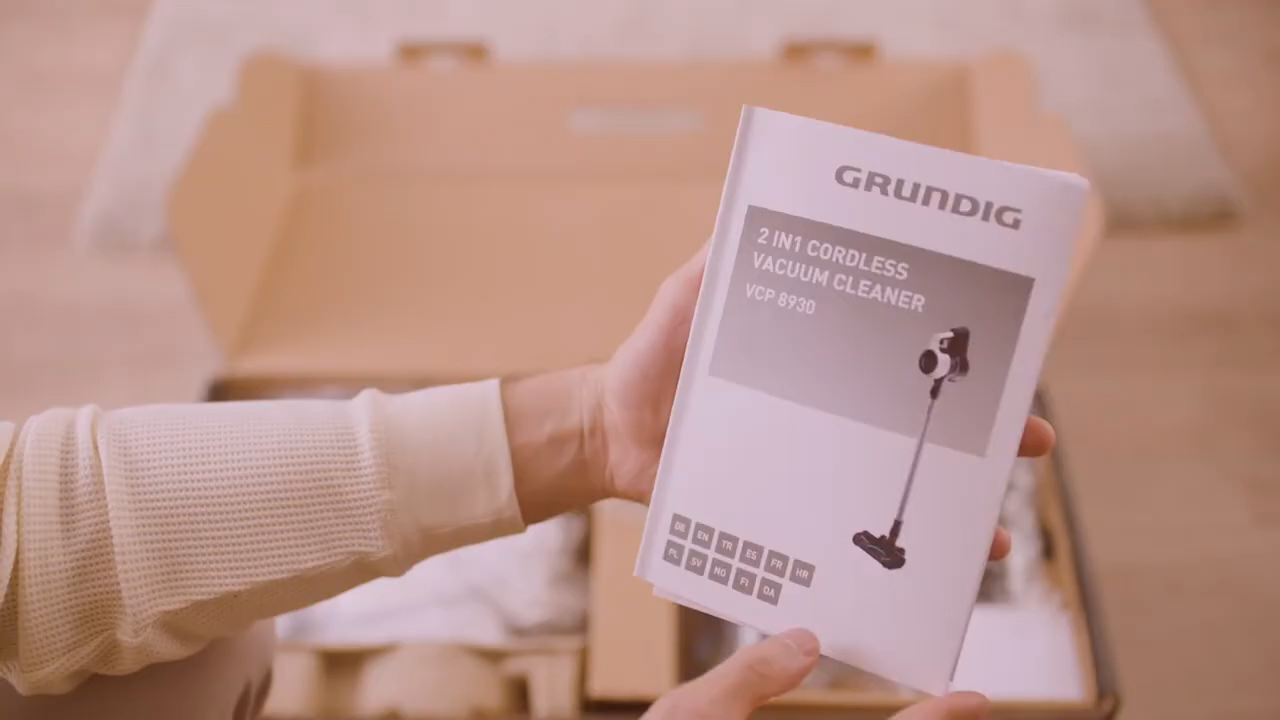 GRUNDIG
2 IN1 CORDLESS
VACUUM CLEANER
VCP 8930
DE EN TR ES FR HR
PL SV NO FI DA